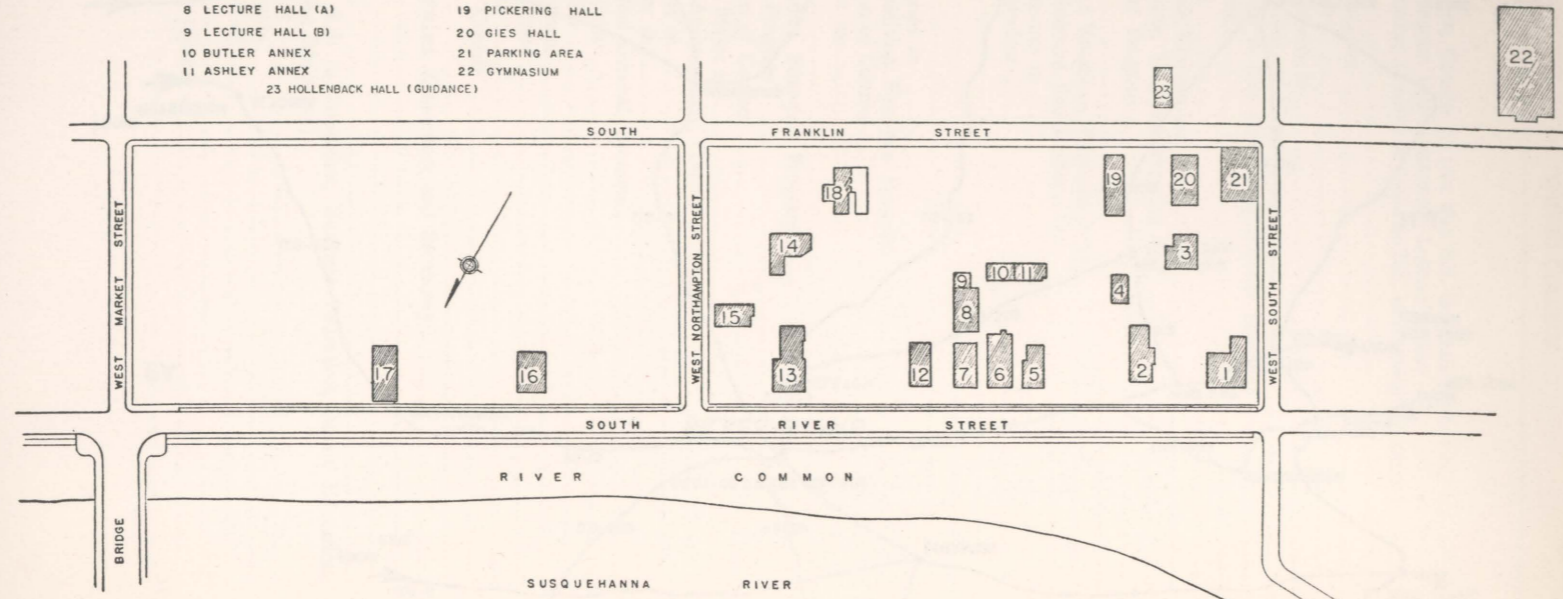 8 LECTURE HALL (A)
9 LECTURE HALL (B)
10 BUTLER ANNEX
11 ASHLEY ANNEX
19 PICKERING HALL
20 GIES HALL
21 PARKING AREA
22 GYMNASIUM
23 HOLLENBACK HALL (GUIDANCE)
22
23
SOUTH FRANKLIN STREET
WEST MARKET STREET
WEST NORTHAMPTON STREET
WEST SOUTH STREET
18
19
20
21
14
3
10 11
9
4
8
15
17
16
13
12
7
6
5
2
1
SOUTH RIVER STREET
RIVER COMMON
BRIDGE
SUSQUEHANNA RIVER